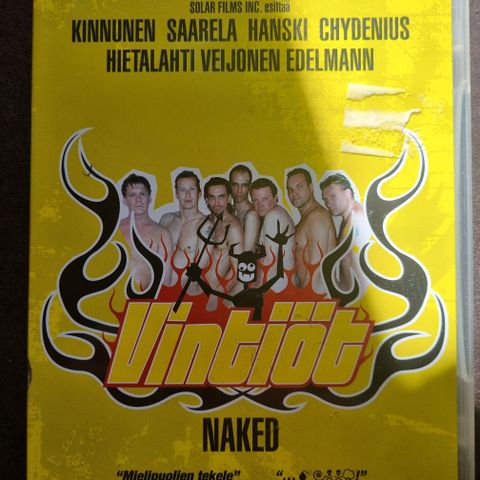 SOLAR FILMS INC. esittää
KINNUNEN SAARELA HANSKI CHYDENIUS
HIETALAHTI VEIJONEN EDELMANN
Vintiöt
NAKED
"Mielipuolien tekele"